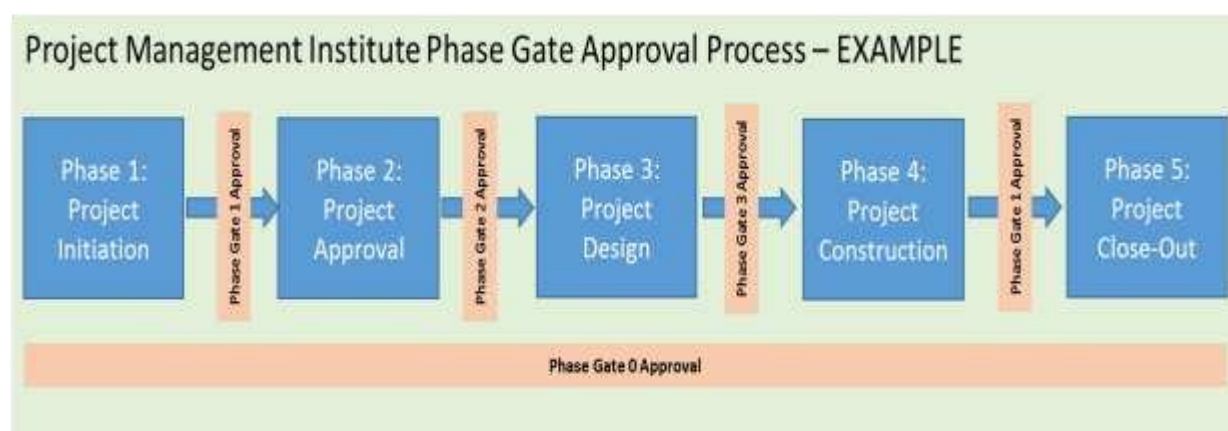 Project Management Institute Phase Gate Approval Process – EXAMPLE
Phase 1:
Project
Initiation
Phase Gate 1 Approval
Phase 2:
Project
Approval
Phase Gate 2 Approval
Phase 3:
Project
Design
Phase Gate 3 Approval
Phase 4:
Project
Construction
Phase Gate 1 Approval
Phase 5:
Project
Close-Out
Phase Gate 0 Approval